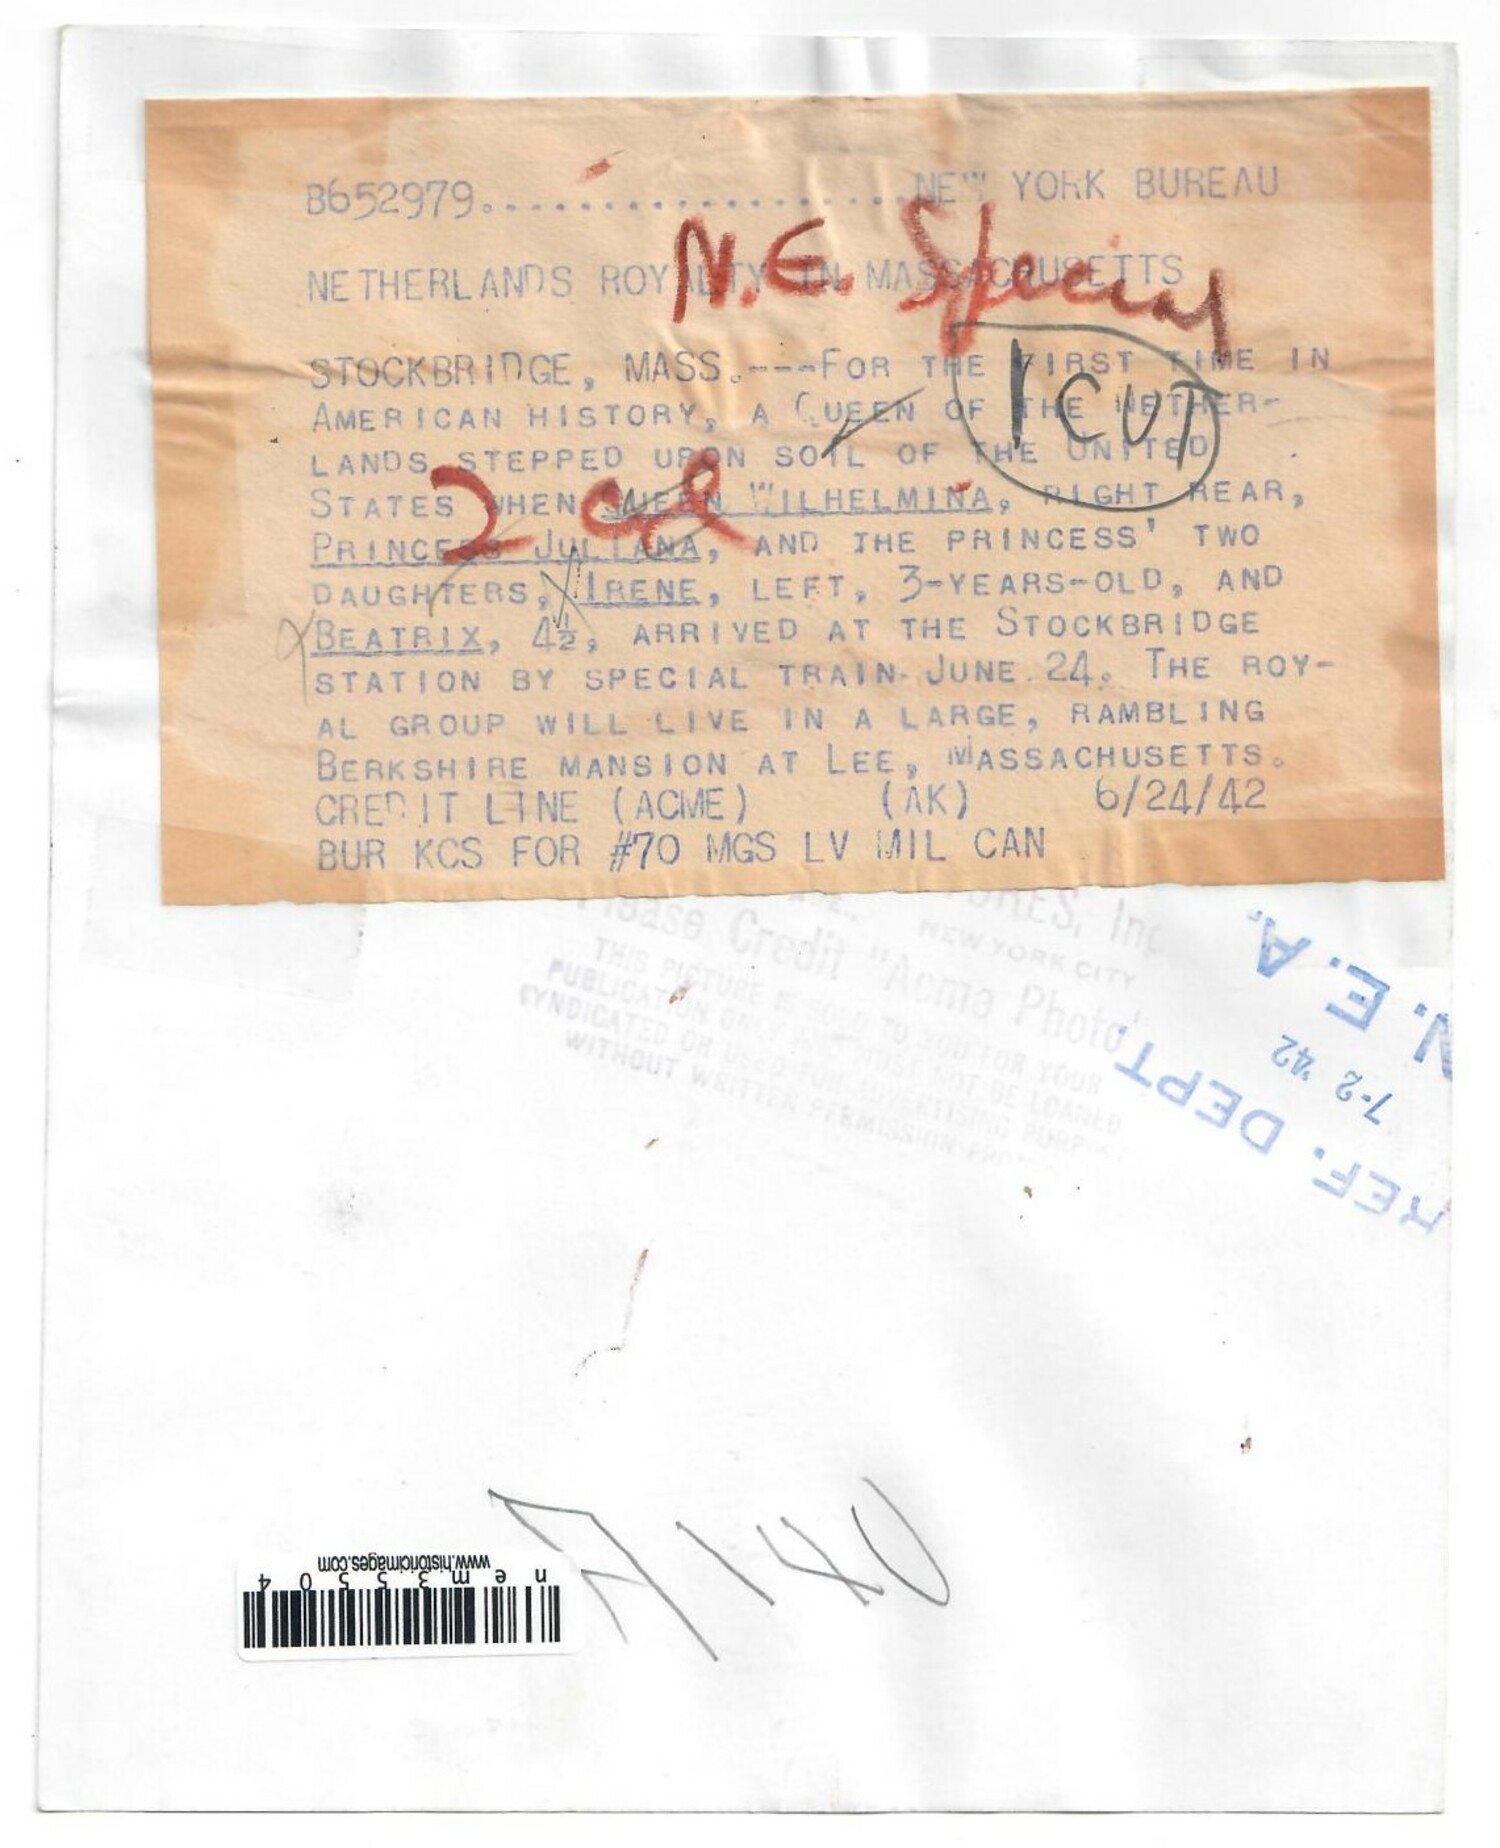 B652979...................NEW YORK BUREAU
N.E. Special
NETHERLANDS ROYALTY IN MASSACHUSETTS
STOCKBRIDGE, MASS.---FOR THE FIRST TIME IN
1 CUT
AMERICAN HISTORY, A QUEEN OF THE NETHER-
LANDS STEPPED UPON SOIL OF THE UNITED
2 col
STATES WHEN QUEEN WILHELMINA, RIGHT REAR,
PRINCESS JULIANA, AND THE PRINCESS' TWO
DAUGHTERS, IRENE, LEFT, 3-YEARS-OLD, AND
BEATRIX, 4½, ARRIVED AT THE STOCKBRIDGE
STATION BY SPECIAL TRAIN JUNE 24. THE ROY-
AL GROUP WILL LIVE IN A LARGE, RAMBLING
BERKSHIRE MANSION AT LEE, MASSACHUSETTS.
CREDIT LINE (ACME) (AK) 6/24/42
BUR KCS FOR #70 MGS LV MIL CAN
NEW YORK CITY
Please Credit "Acme Photo"
THIS PICTURE IS SOLD TO YOU FOR YOUR
PUBLICATION ONLY AND MUST NOT BE LOANED
SYNDICATED OR USED FOR ADVERTISING
WITHOUT WRITTEN PERMISSION
REF. DEPT.
7-2 '42
N. E. A.
nem35504
www.historicimages.com